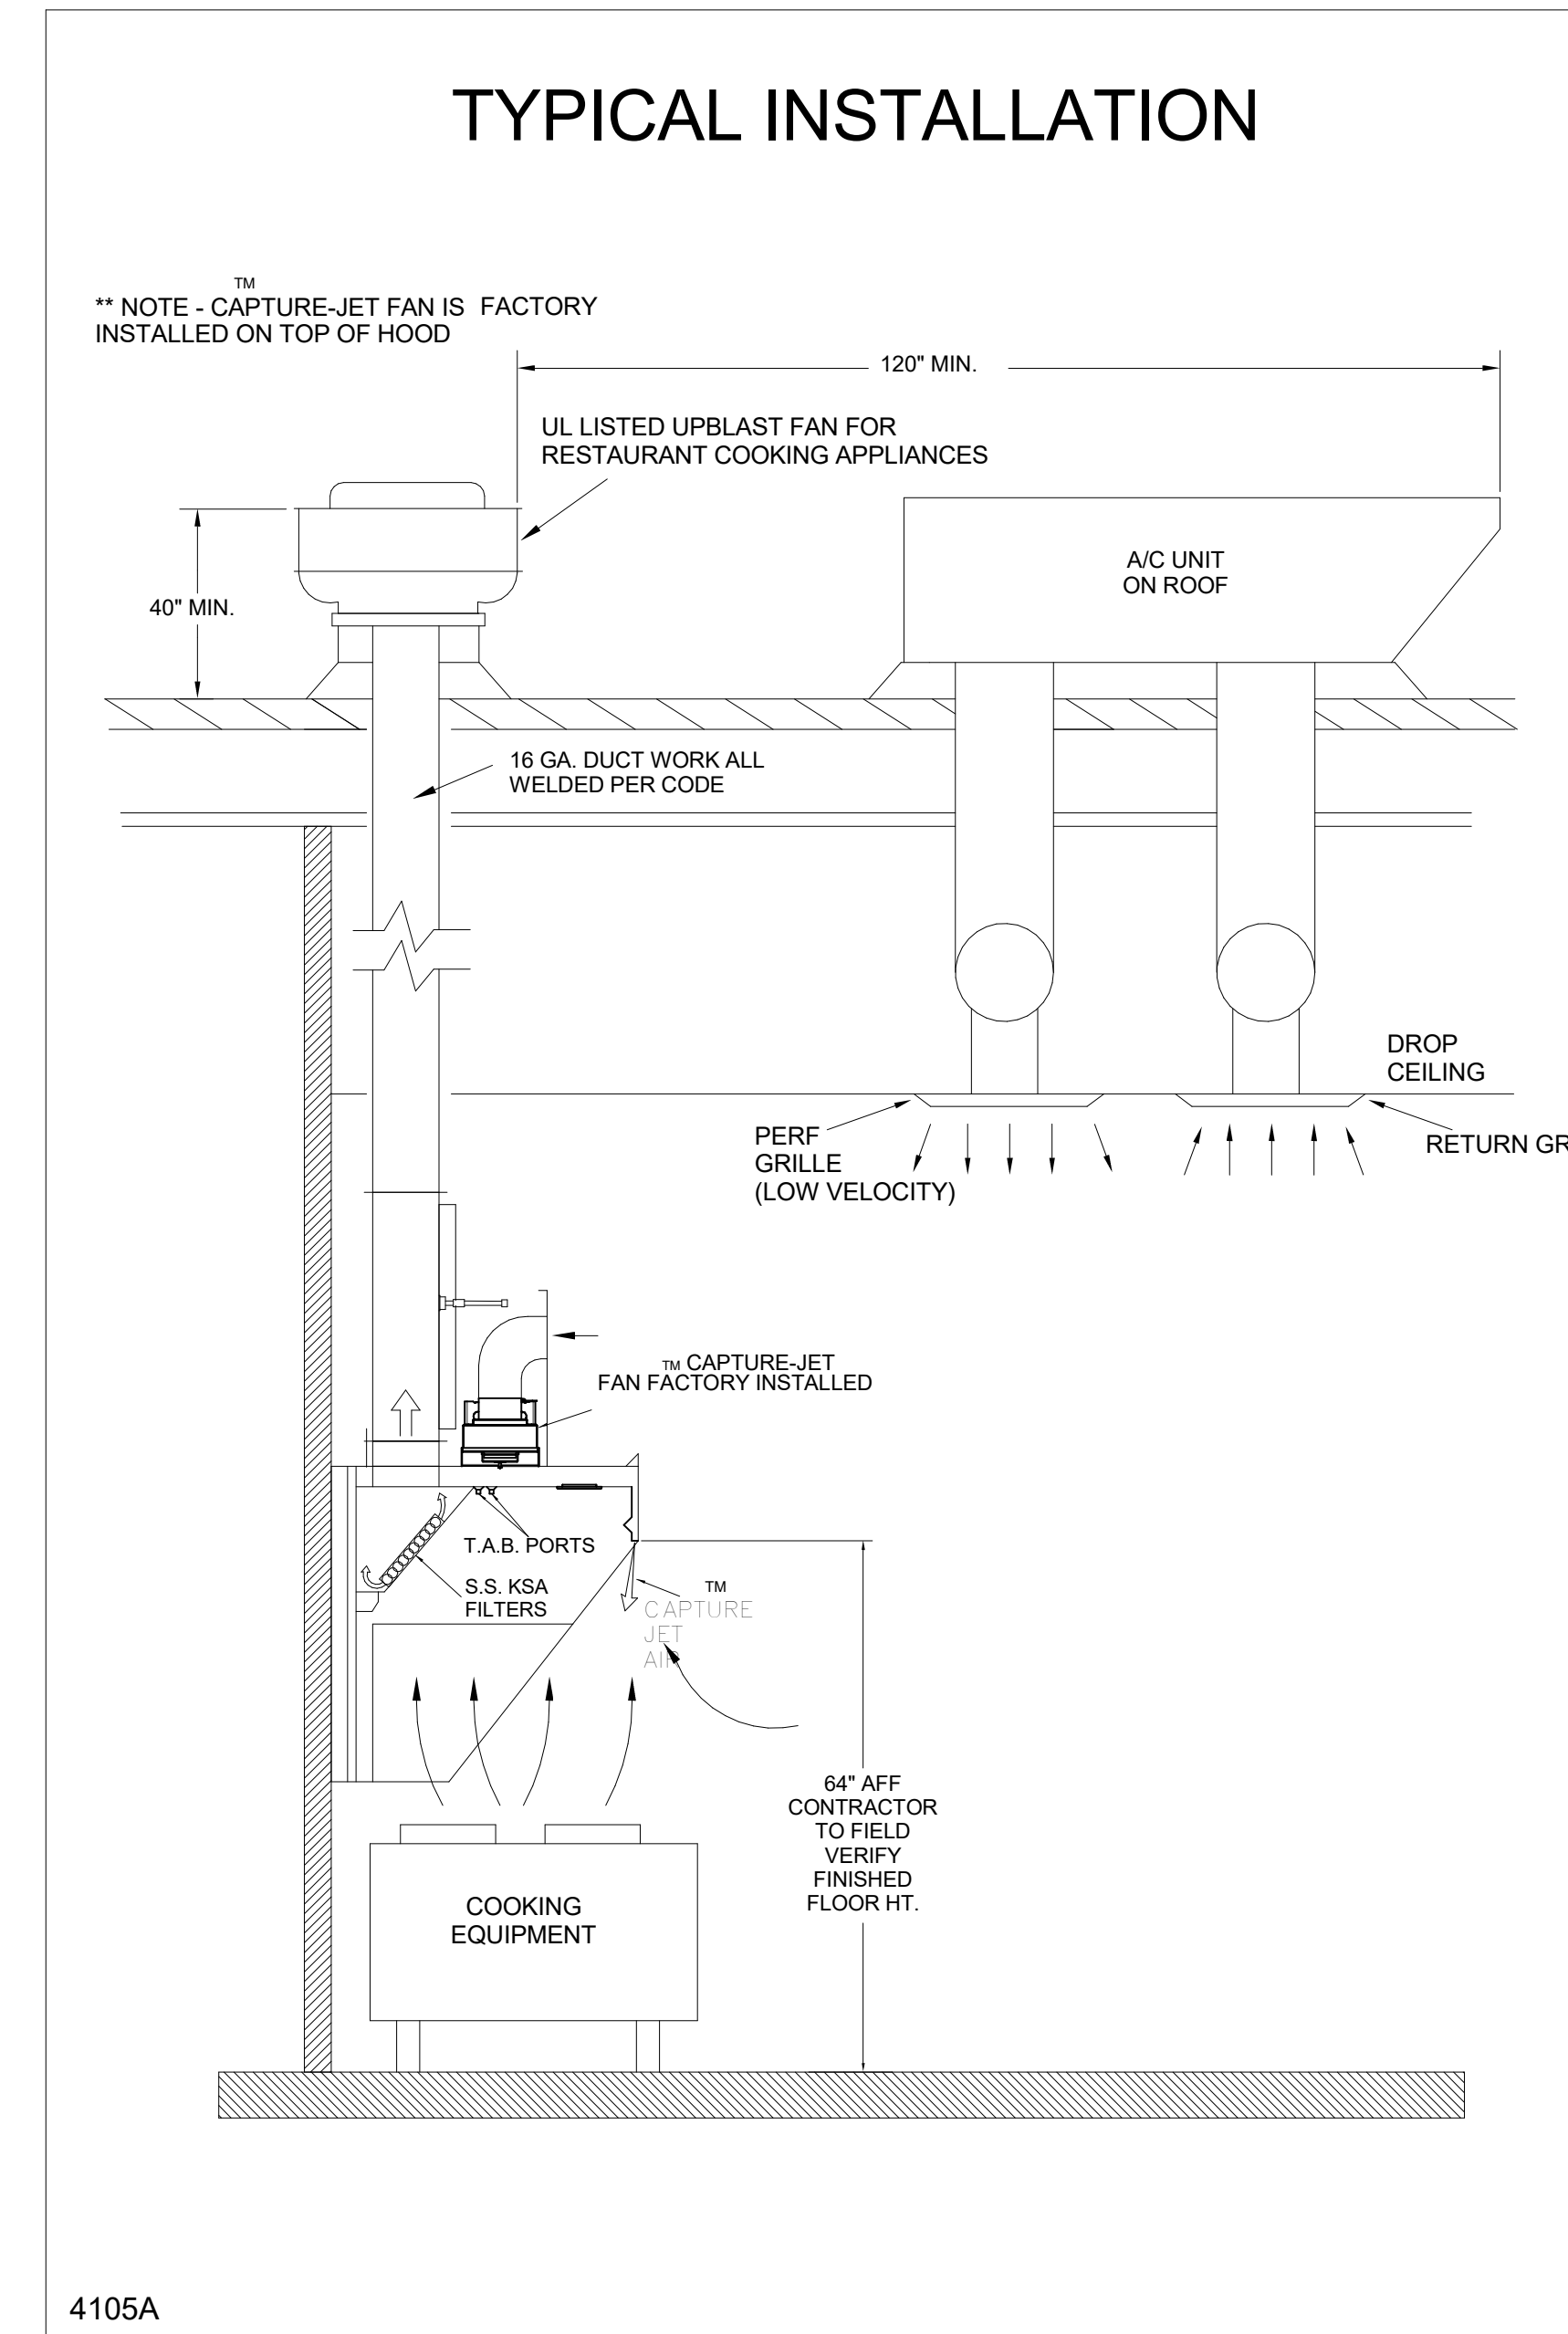 TYPICAL INSTALLATION
TM
** NOTE - CAPTURE-JET FAN IS FACTORY
INSTALLED ON TOP OF HOOD
120" MIN.
UL LISTED UPBLAST FAN FOR
RESTAURANT COOKING APPLIANCES
A/C UNIT
ON ROOF
40" MIN.
16 GA. DUCT WORK ALL
WELDED PER CODE
DROP
CEILING
PERF
GRILLE
(LOW VELOCITY)
RETURN GR
TM CAPTURE-JET
FAN FACTORY INSTALLED
T.A.B. PORTS
S.S. KSA
FILTERS
TM
CAPTURE
JET
AIR
64" AFF
CONTRACTOR
TO FIELD
VERIFY
FINISHED
FLOOR HT.
COOKING
EQUIPMENT
4105A